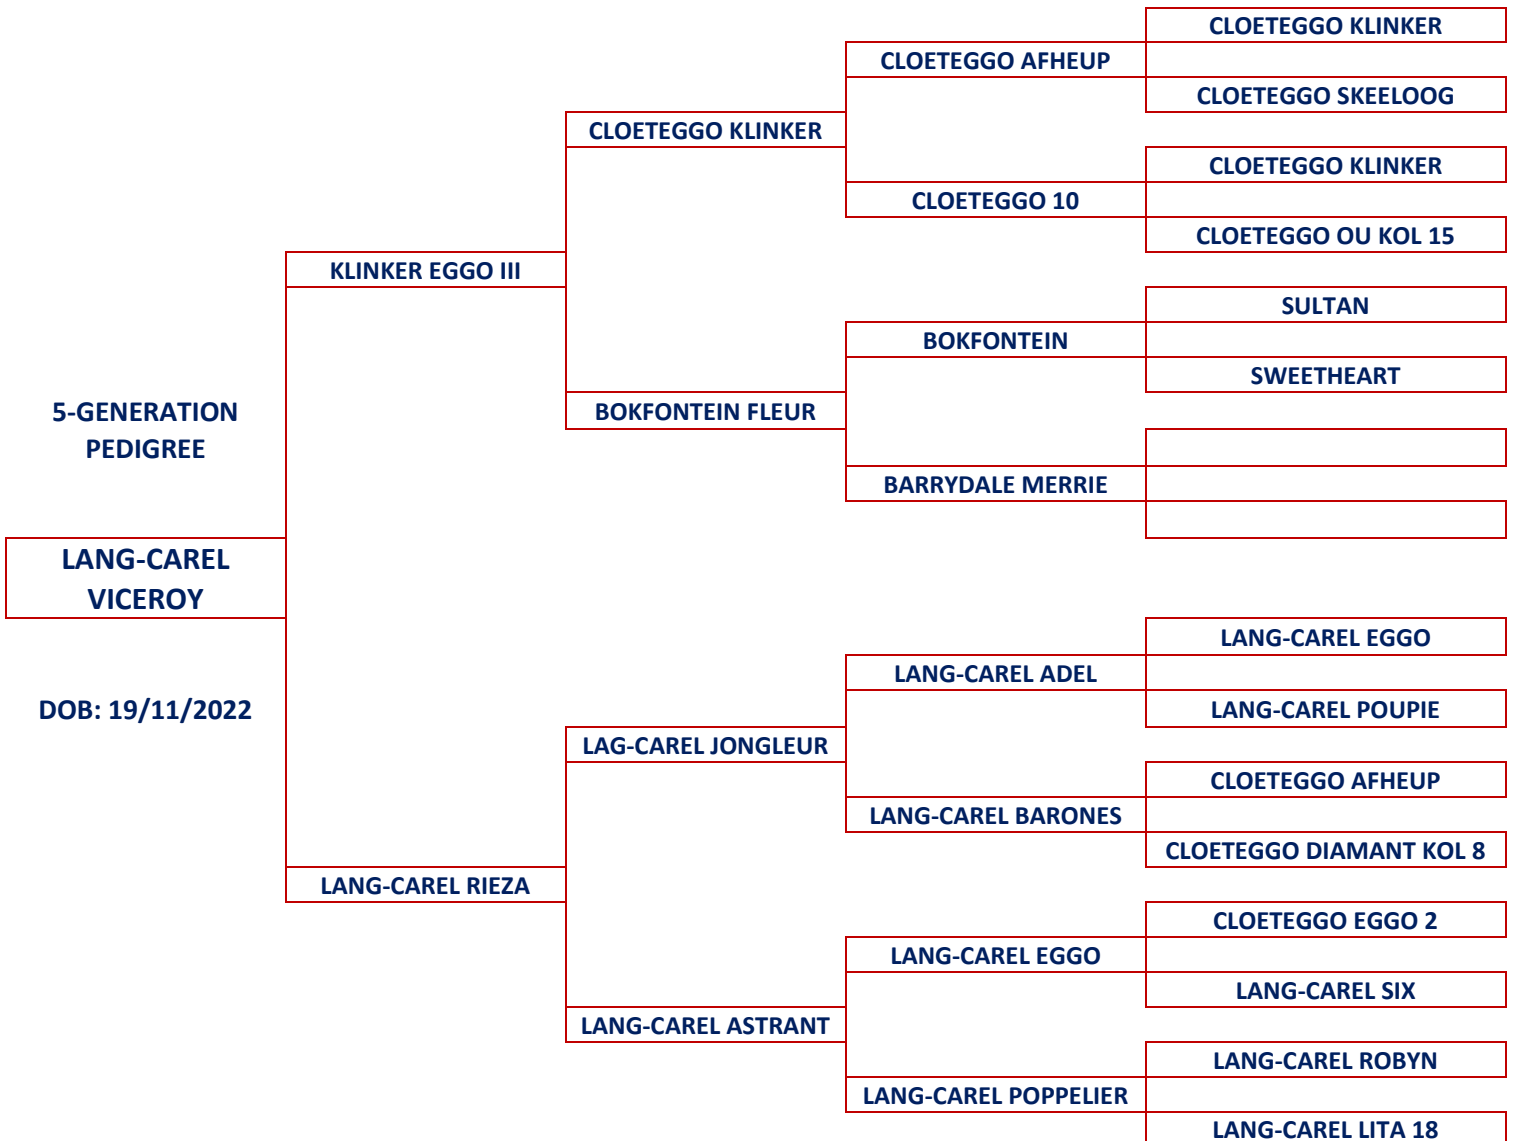 CLOETEGGO KLINKER
CLOETEGGO AFHEUP
CLOETEGGO SKEELOOG
CLOETEGGO KLINKER
CLOETEGGO KLINKER
CLOETEGGO 10
CLOETEGGO OU KOL 15
KLINKER EGGO III
SULTAN
BOKFONTEIN
SWEETHEART
5-GENERATION
PEDIGREE
BOKFONTEIN FLEUR
BARRYDALE MERRIE
LANG-CAREL
VICEROY
LANG-CAREL EGGO
LANG-CAREL ADEL
LANG-CAREL POUPIE
DOB: 19/11/2022
LAG-CAREL JONGLEUR
CLOETEGGO AFHEUP
LANG-CAREL BARONES
CLOETEGGO DIAMANT KOL 8
LANG-CAREL RIEZA
CLOETEGGO EGGO 2
LANG-CAREL EGGO
LANG-CAREL SIX
LANG-CAREL ASTRANT
LANG-CAREL ROBYN
LANG-CAREL POPPELIER
LANG-CAREL LITA 18